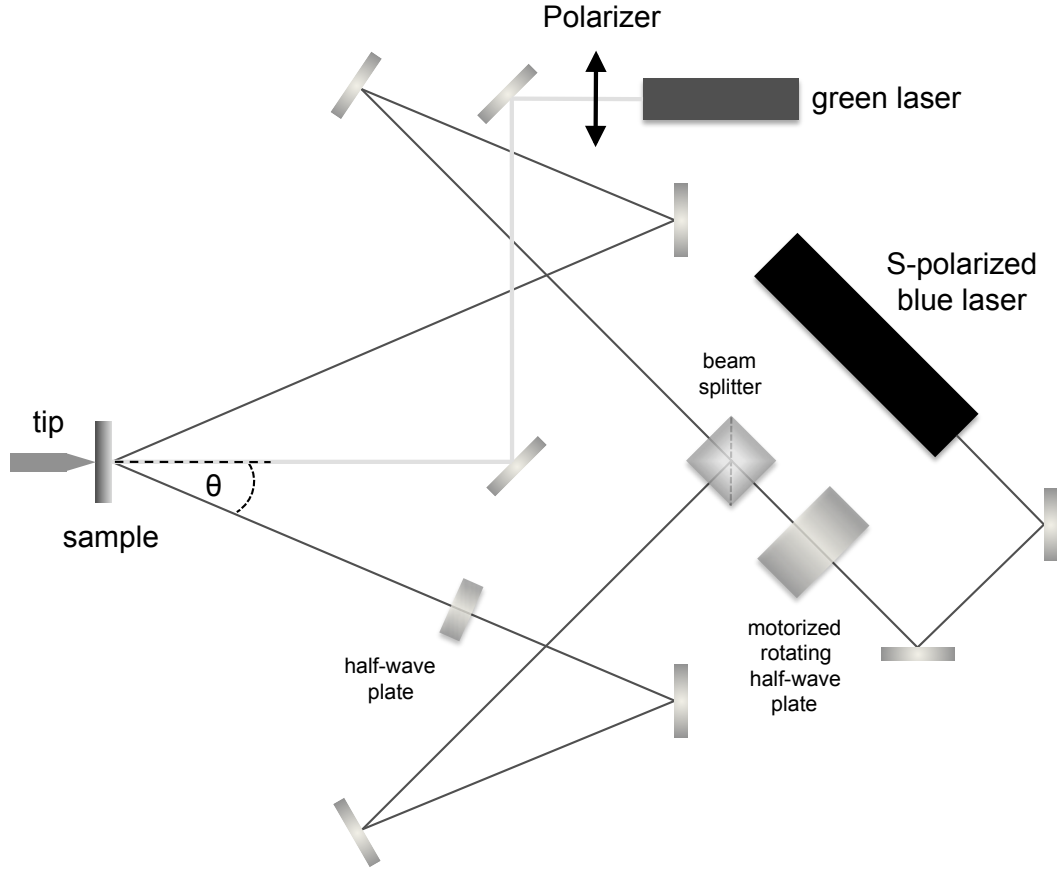 Polarizer
green laser
S-polarized
blue laser
beam
splitter
tip
θ
sample
motorized
rotating
half-wave
plate
half-wave
plate